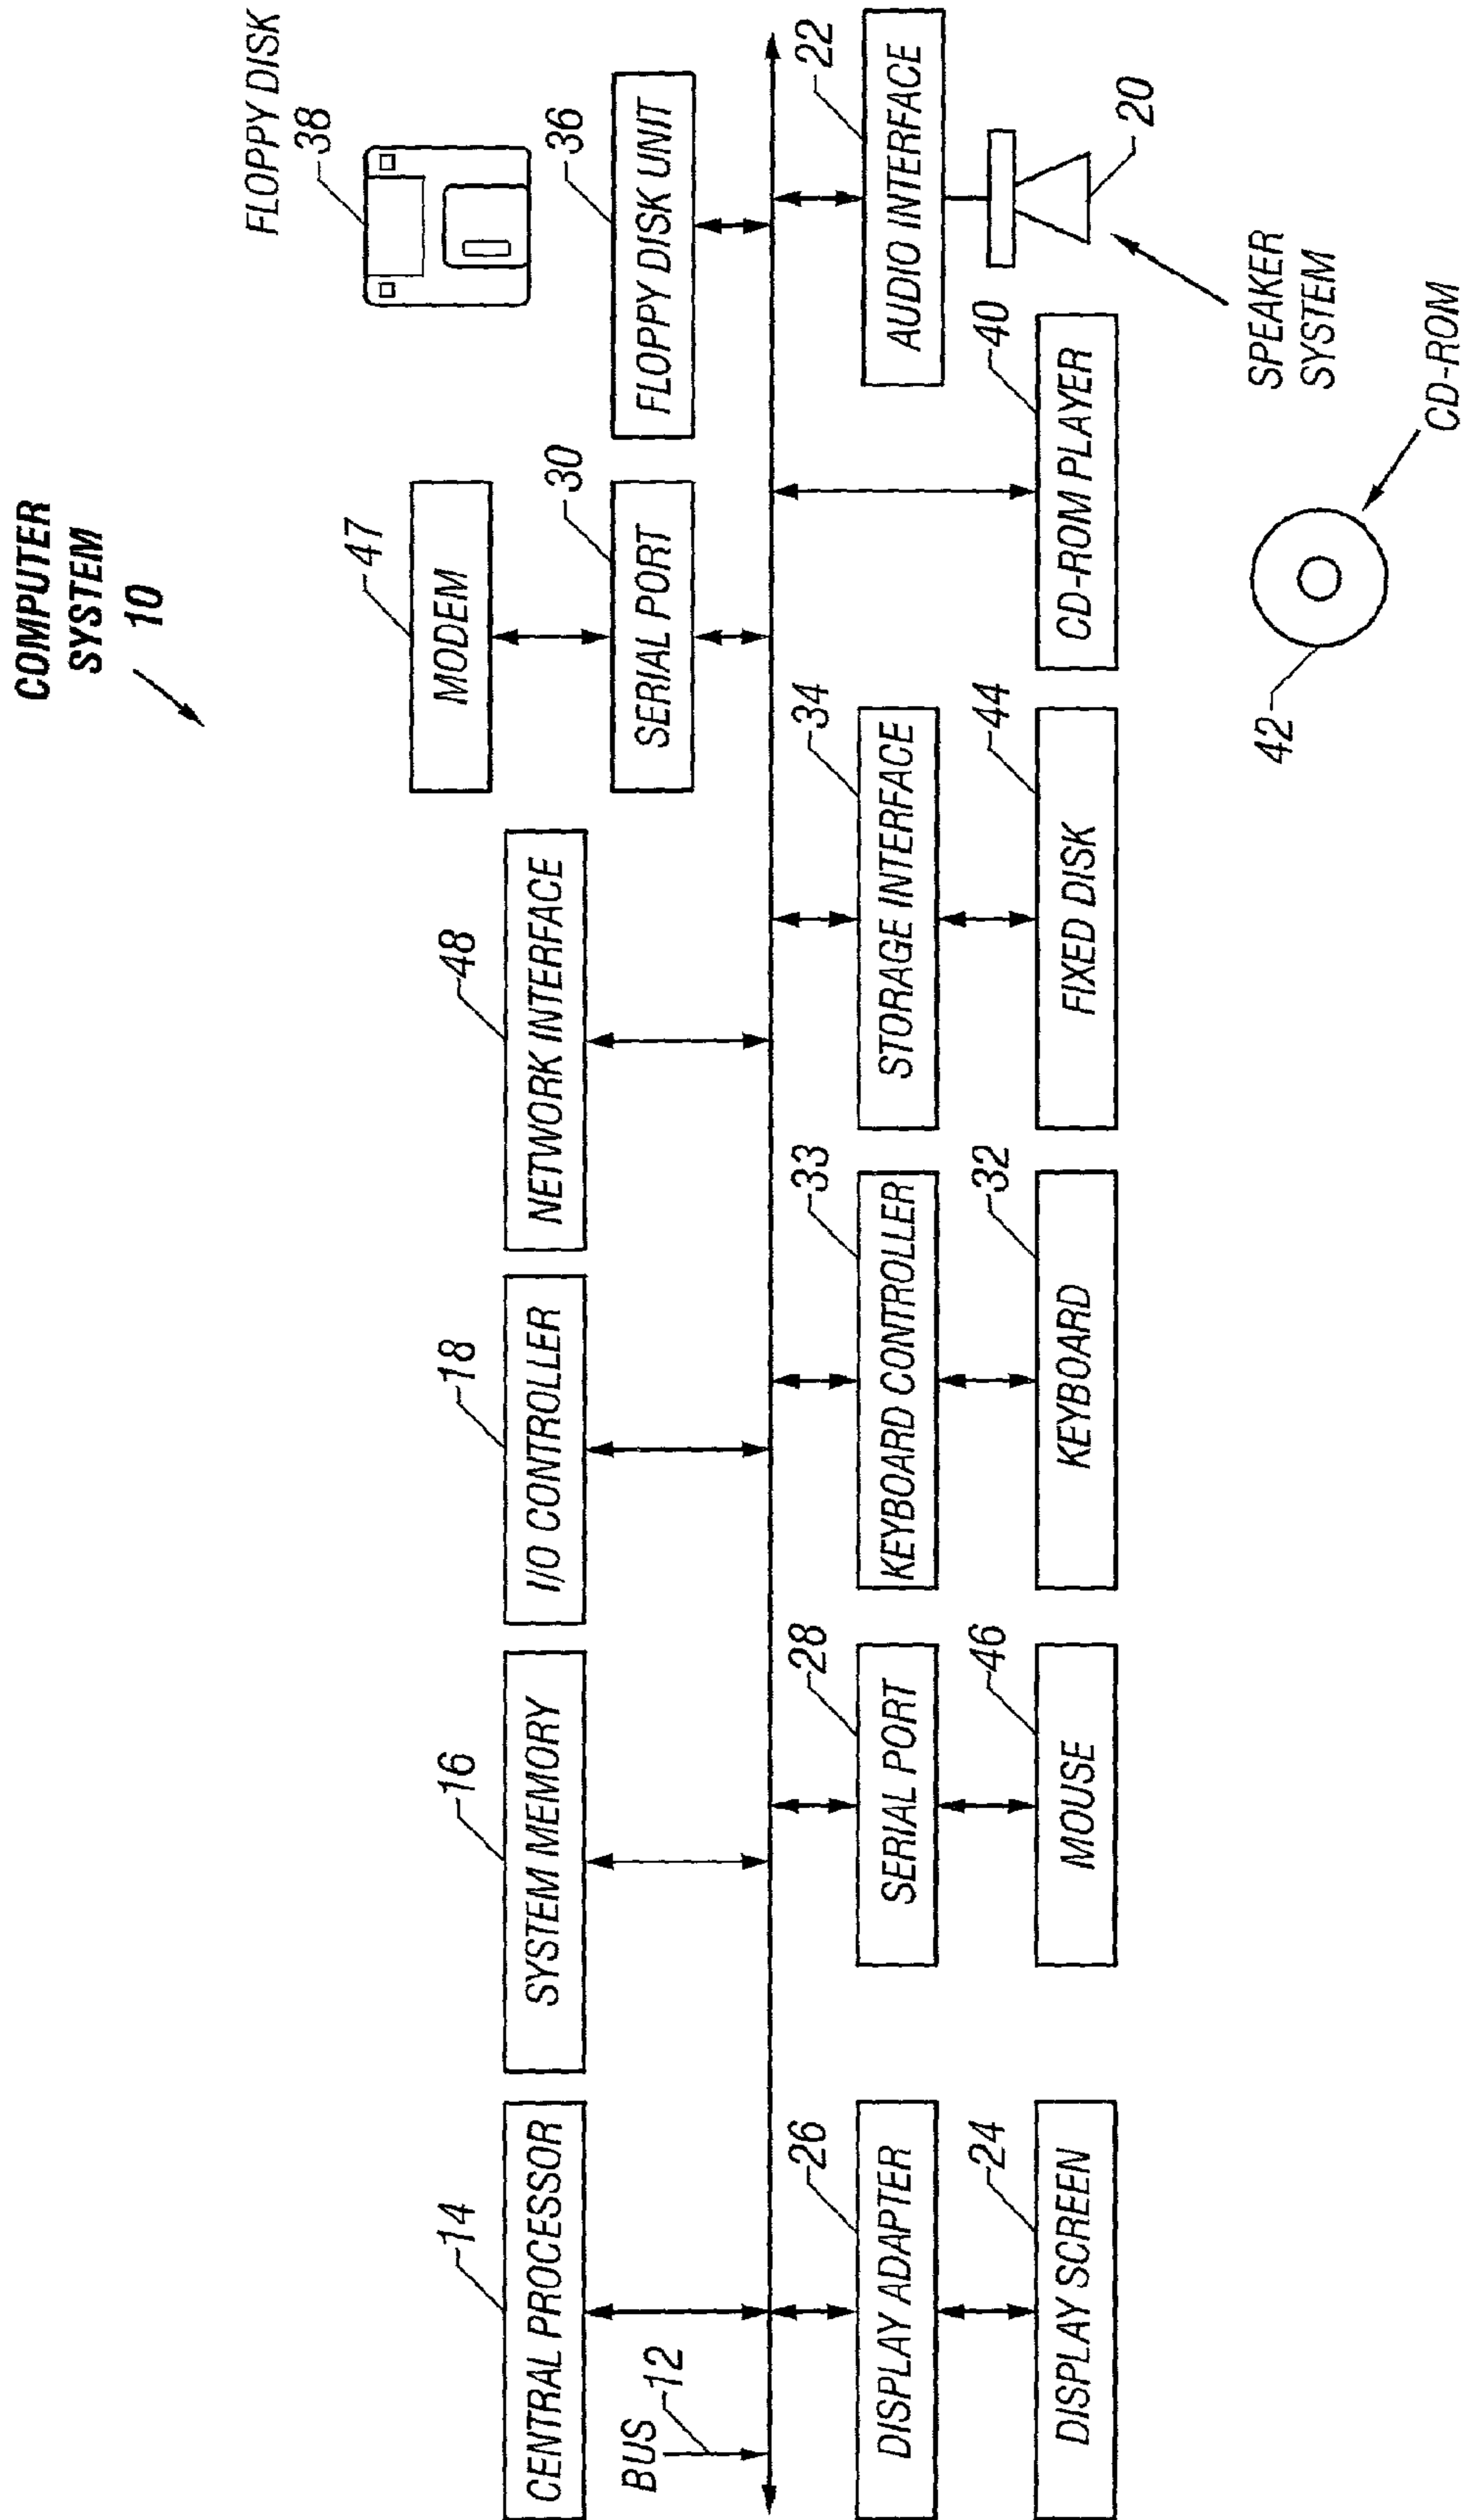 COMPUTER
SYSTEM
10
FLOPPY DISK
38
47
MODEM
14
CENTRAL PROCESSOR
16
SYSTEM MEMORY
18
I/O CONTROLLER
48
NETWORK INTERFACE
30
SERIAL PORT
36
FLOPPY DISK UNIT
BUS
12
26
DISPLAY ADAPTER
28
SERIAL PORT
33
KEYBOARD CONTROLLER
34
STORAGE INTERFACE
22
AUDIO INTERFACE
24
DISPLAY SCREEN
46
MOUSE
32
KEYBOARD
44
FIXED DISK
40
CD-ROM PLAYER
20
SPEAKER
SYSTEM
42
CD-ROM